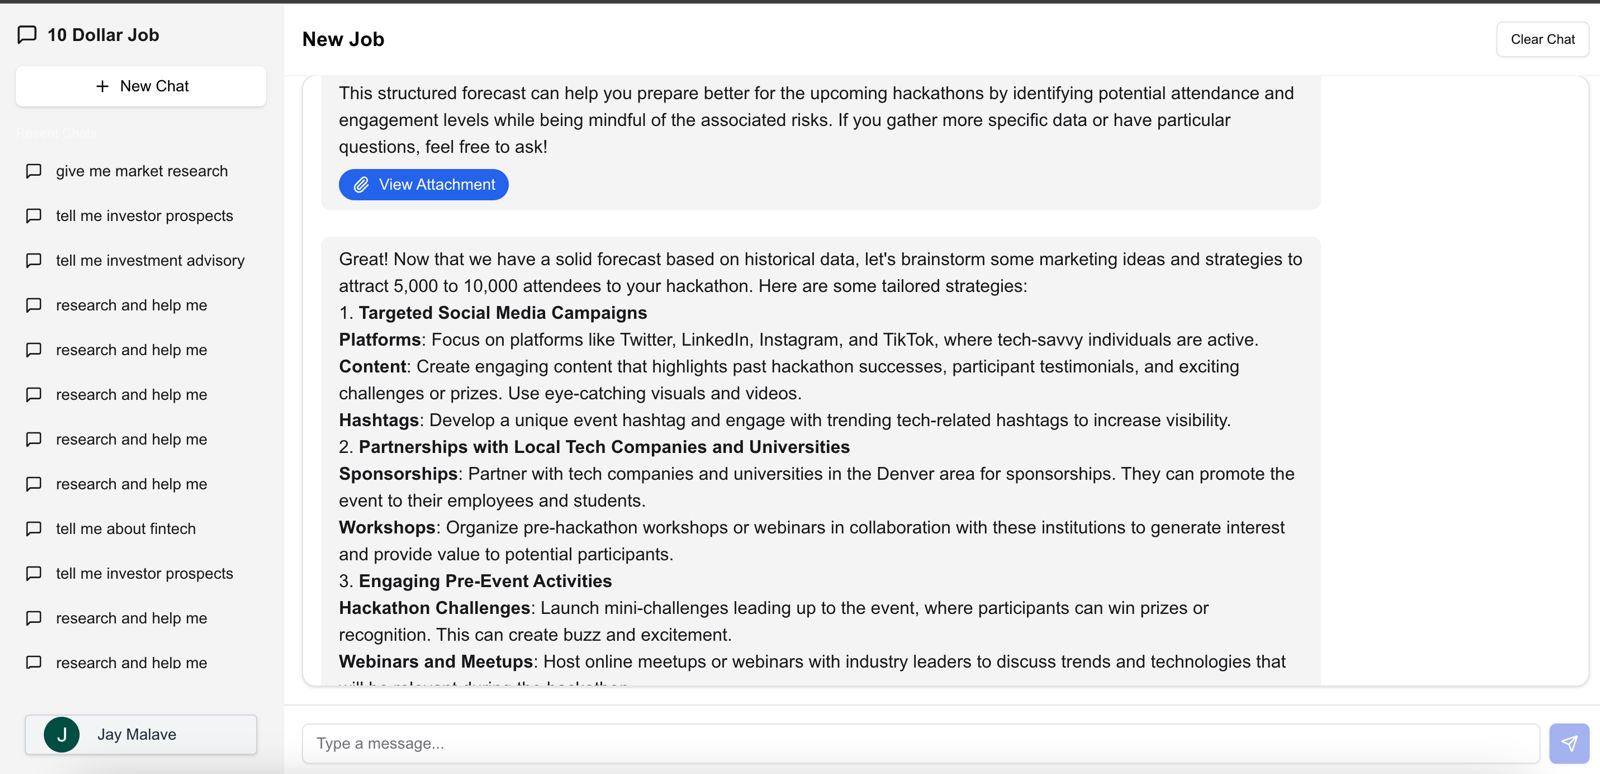 10 Dollar Job
+ New Chat
Recent Chats
give me market research
tell me investor prospects
tell me investment advisory
research and help me
research and help me
research and help me
research and help me
research and help me
tell me about fintech
tell me investor prospects
research and help me
research and help me
J Jay Malave
New Job
Clear Chat
This structured forecast can help you prepare better for the upcoming hackathons by identifying potential attendance and
engagement levels while being mindful of the associated risks. If you gather more specific data or have particular
questions, feel free to ask!
View Attachment
Great! Now that we have a solid forecast based on historical data, let's brainstorm some marketing ideas and strategies to
attract 5,000 to 10,000 attendees to your hackathon. Here are some tailored strategies:
1. Targeted Social Media Campaigns
Platforms: Focus on platforms like Twitter, LinkedIn, Instagram, and TikTok, where tech-savvy individuals are active.
Content: Create engaging content that highlights past hackathon successes, participant testimonials, and exciting
challenges or prizes. Use eye-catching visuals and videos.
Hashtags: Develop a unique event hashtag and engage with trending tech-related hashtags to increase visibility.
2. Partnerships with Local Tech Companies and Universities
Sponsorships: Partner with tech companies and universities in the Denver area for sponsorships. They can promote the
event to their employees and students.
Workshops: Organize pre-hackathon workshops or webinars in collaboration with these institutions to generate interest
and provide value to potential participants.
3. Engaging Pre-Event Activities
Hackathon Challenges: Launch mini-challenges leading up to the event, where participants can win prizes or
recognition. This can create buzz and excitement.
Webinars and Meetups: Host online meetups or webinars with industry leaders to discuss trends and technologies that
will be relevant during the hackathon.
Type a message...